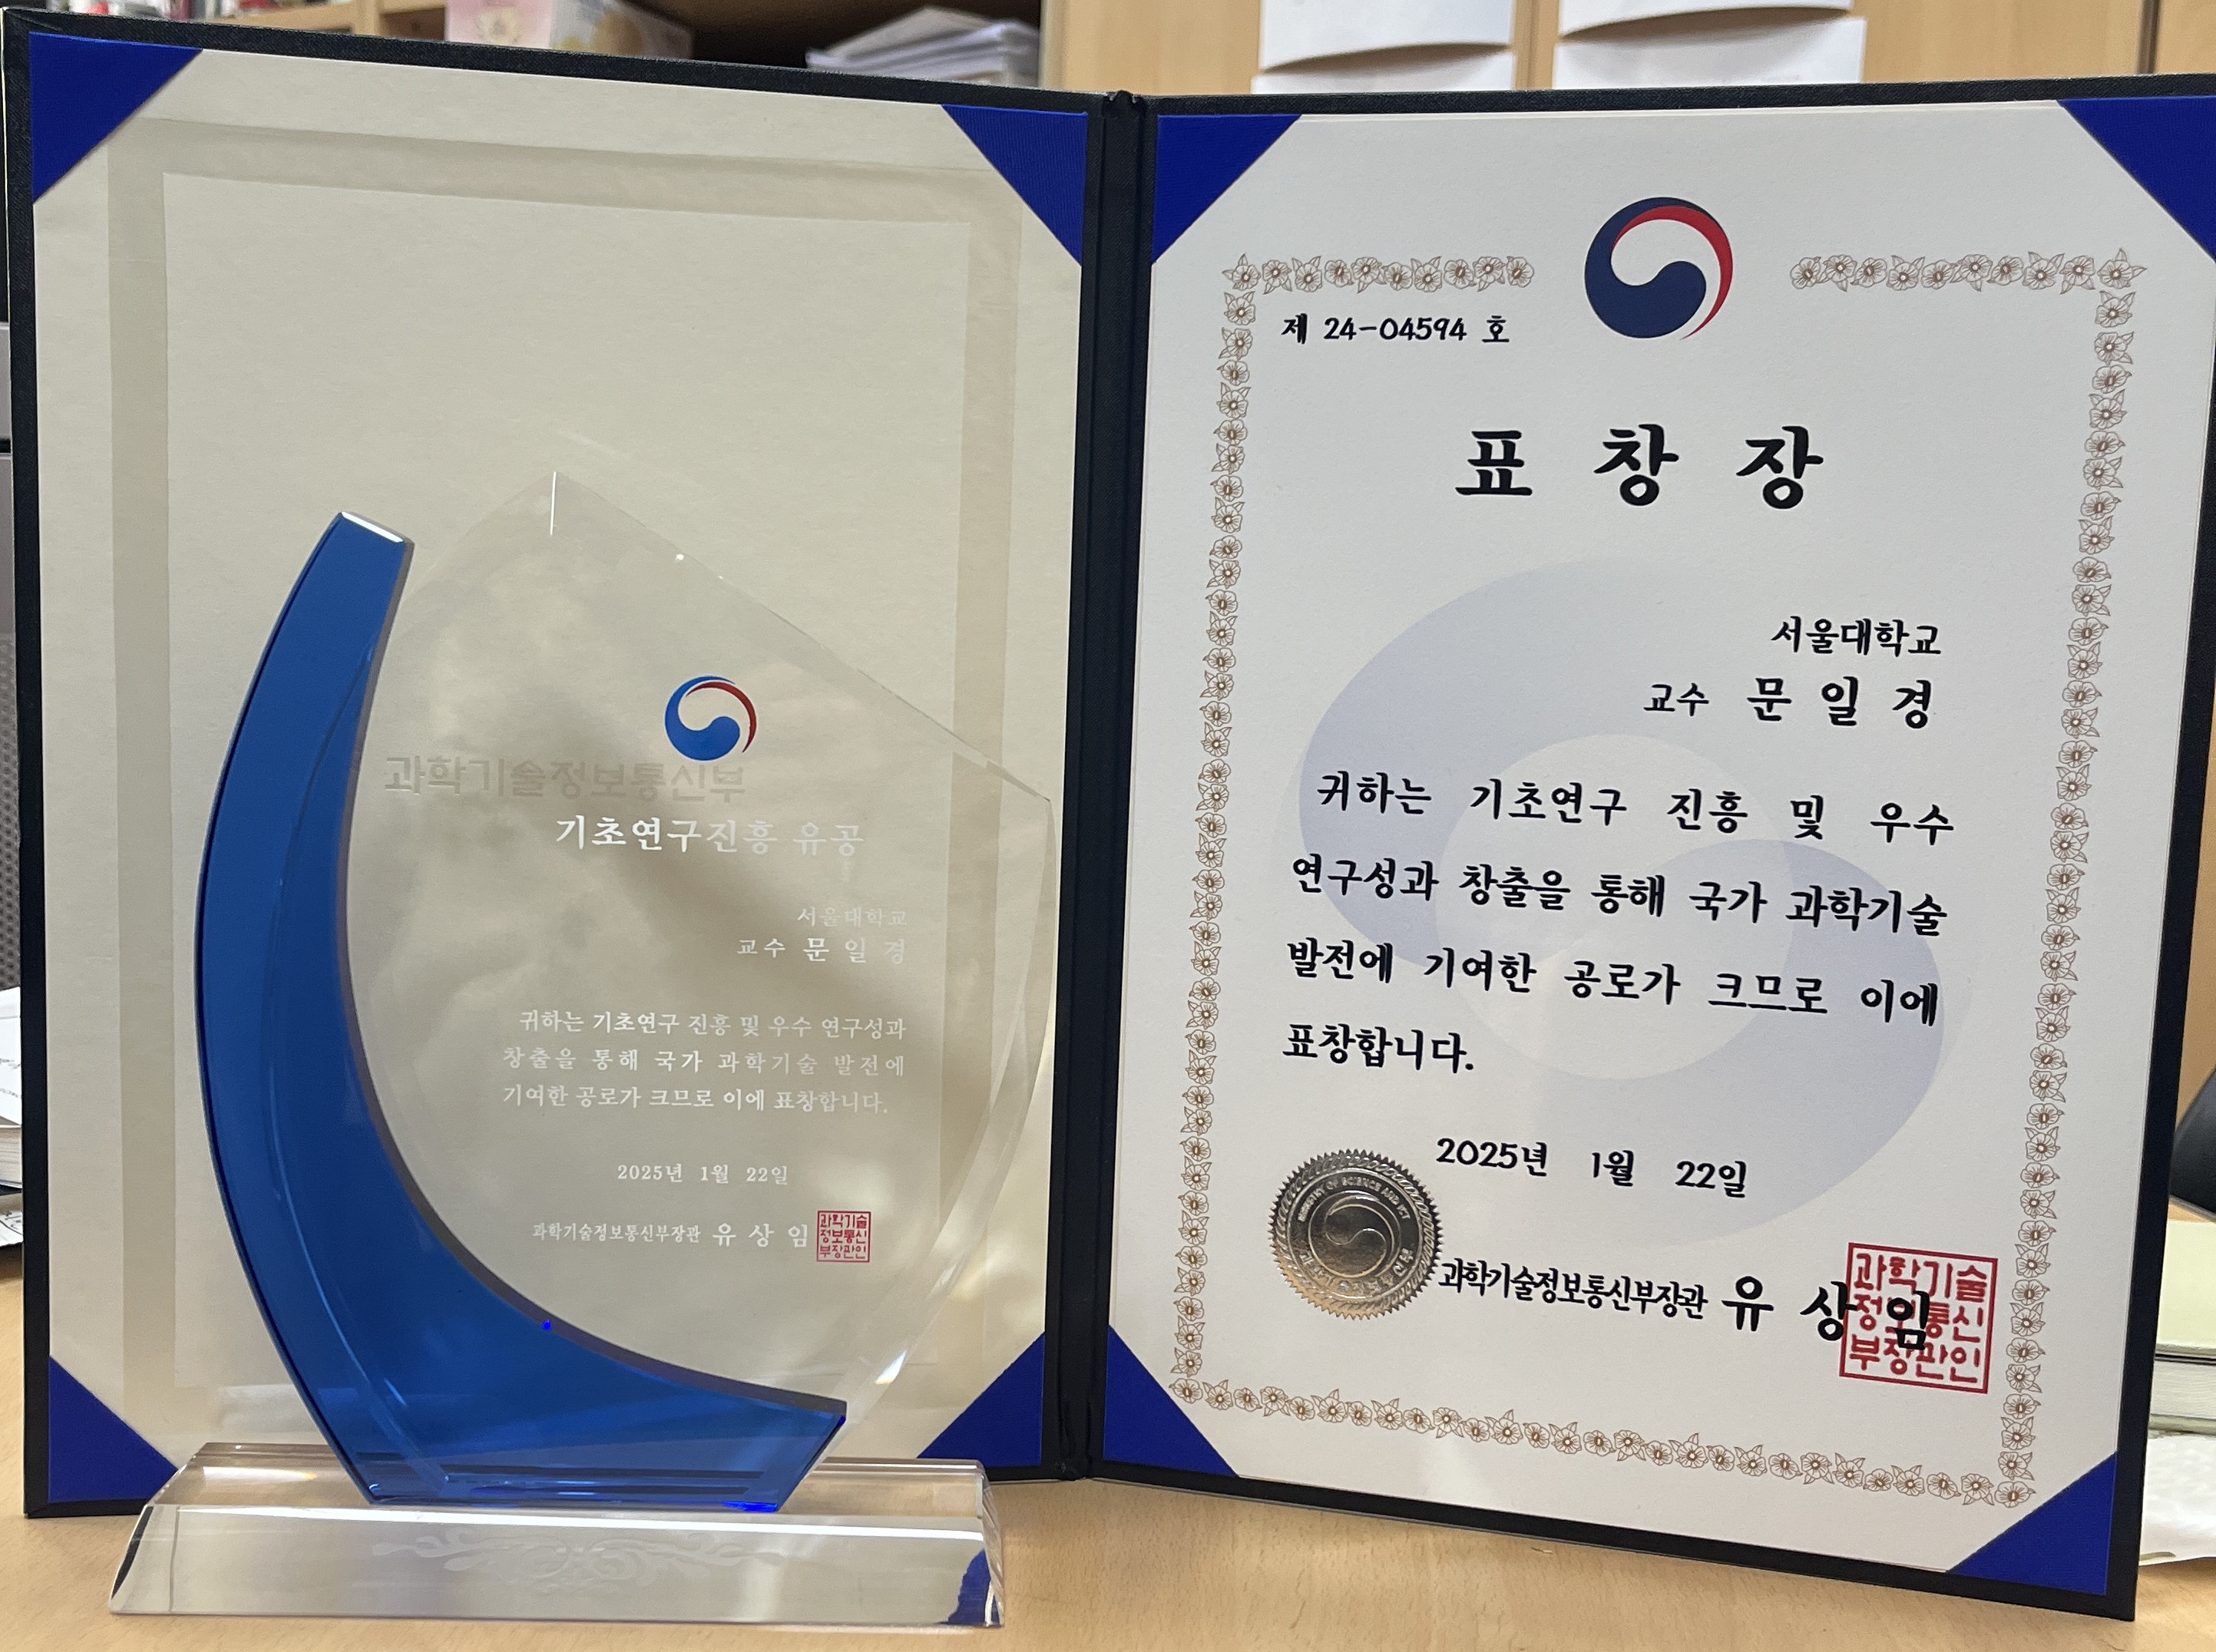 과학기술정보통신부
기초연구진흥 유공
서울대학교
교수 문 일 경
귀하는 기초연구 진흥 및 우수 연구성과
창출을 통해 국가 과학기술 발전에
기여한 공로가 크므로 이에 표창합니다.
2025년 1월 22일
과학기술정보통신부장관 유 상 임
과학기술
정보통신
부장관인
제 24-04594 호
표 창 장
서울대학교
교수 문 일 경
귀하는 기초연구 진흥 및 우수
연구성과 창출을 통해 국가 과학기술
발전에 기여한 공로가 크므로 이에
표창합니다.
2025년 1월 22일
MINISTRY OF SCIENCE AND ICT
과학기술정보통신부장관 유 상 임
과학기술
정보통신
부장관인